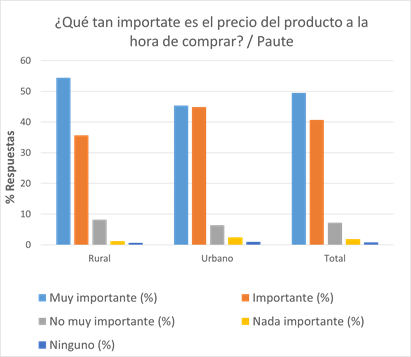 ¿Qué tan importate es el precio del producto a la
hora de comprar? / Paute
60
50
40
30
20
10
0
% Respuestas
Rural
Urbano
Total
Muy importante (%)
Importante (%)
No muy importante (%)
Nada importante (%)
Ninguno (%)